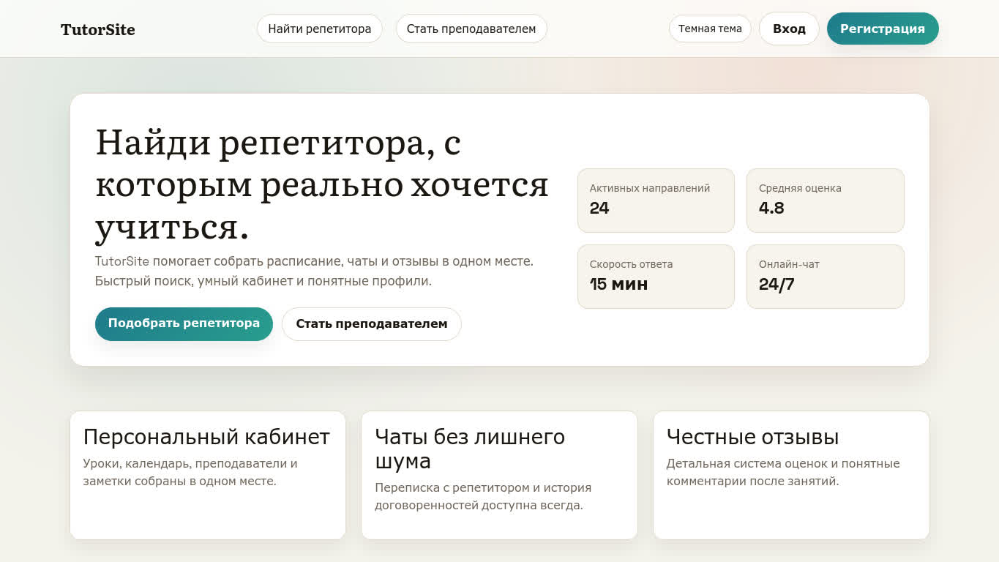 TutorSite
Найти репетитора
Стать преподавателем
Темная тема
Вход
Регистрация
Найди репетитора, с
которым реально хочется
учиться.
TutorSite помогает собрать расписание, чаты и отзывы в одном месте.
Быстрый поиск, умный кабинет и понятные профили.
Подобрать репетитора
Стать преподавателем
Активных направлений
24
Средняя оценка
4.8
Скорость ответа
15 мин
Онлайн-чат
24/7
Персональный кабинет
Уроки, календарь, преподаватели и
заметки собраны в одном месте.
Чаты без лишнего
шума
Переписка с репетитором и история
договоренностей доступна всегда.
Честные отзывы
Детальная система оценок и понятные
комментарии после занятий.